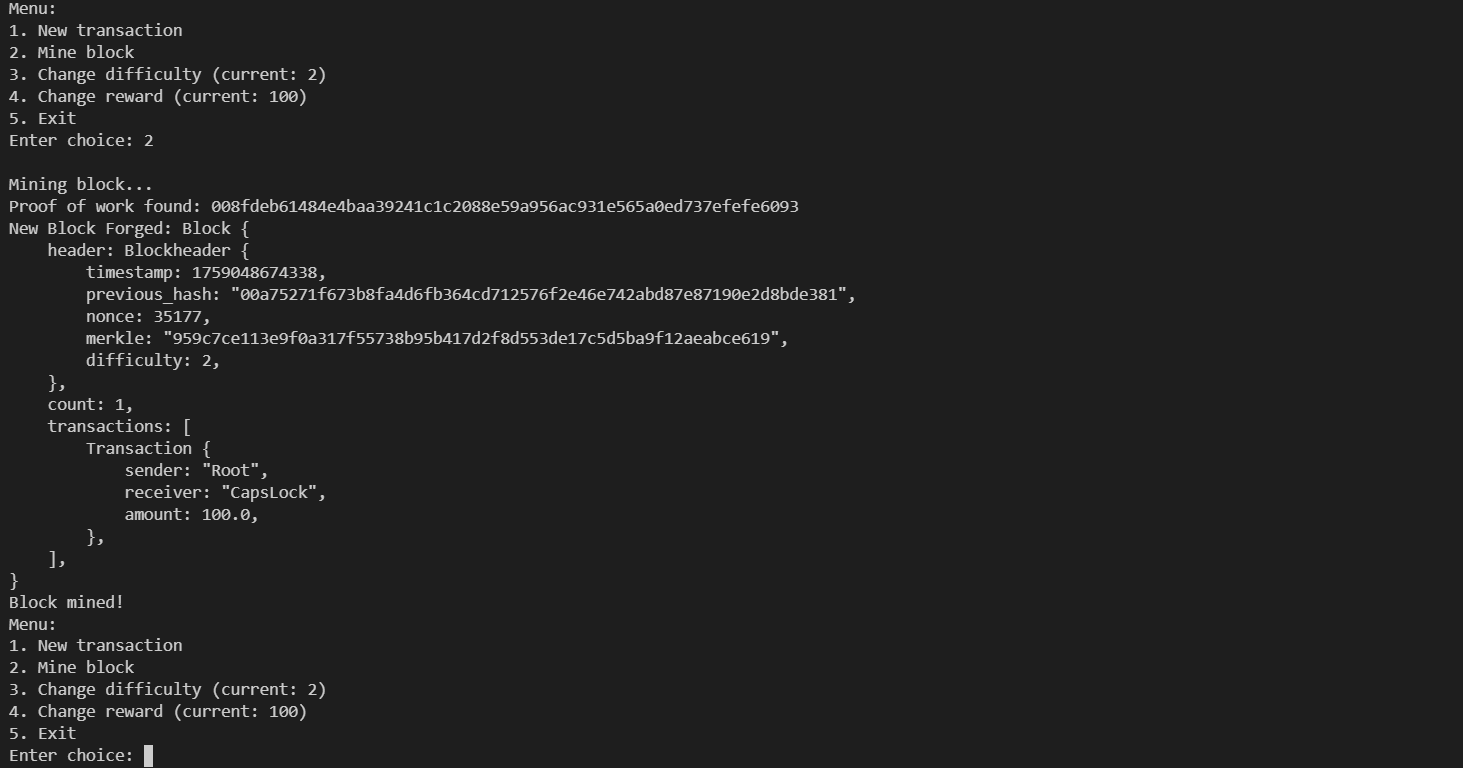 Menu:
1. New transaction
2. Mine block
3. Change difficulty (current: 2)
4. Change reward (current: 100)
5. Exit
Enter choice: 2
Mining block...
Proof of work found: 008fdeb61484e4baa39241c1c2088e59a956ac931e565a0ed737efefe6093
New Block Forged: Block {
    header: Blockheader {
        timestamp: 1759048674338,
        previous_hash: "00a75271f673b8fa4d6fb364cd712576f2e46e742abd87e87190e2d8bde381",
        nonce: 35177,
        merkle: "959c7ce113e9f0a317f55738b95b417d2f8d553de17c5d5ba9f12aeabce619",
        difficulty: 2,
    },
    count: 1,
    transactions: [
        Transaction {
            sender: "Root",
            receiver: "CapsLock",
            amount: 100.0,
        },
    ],
}
Block mined!
Menu:
1. New transaction
2. Mine block
3. Change difficulty (current: 2)
4. Change reward (current: 100)
5. Exit
Enter choice: